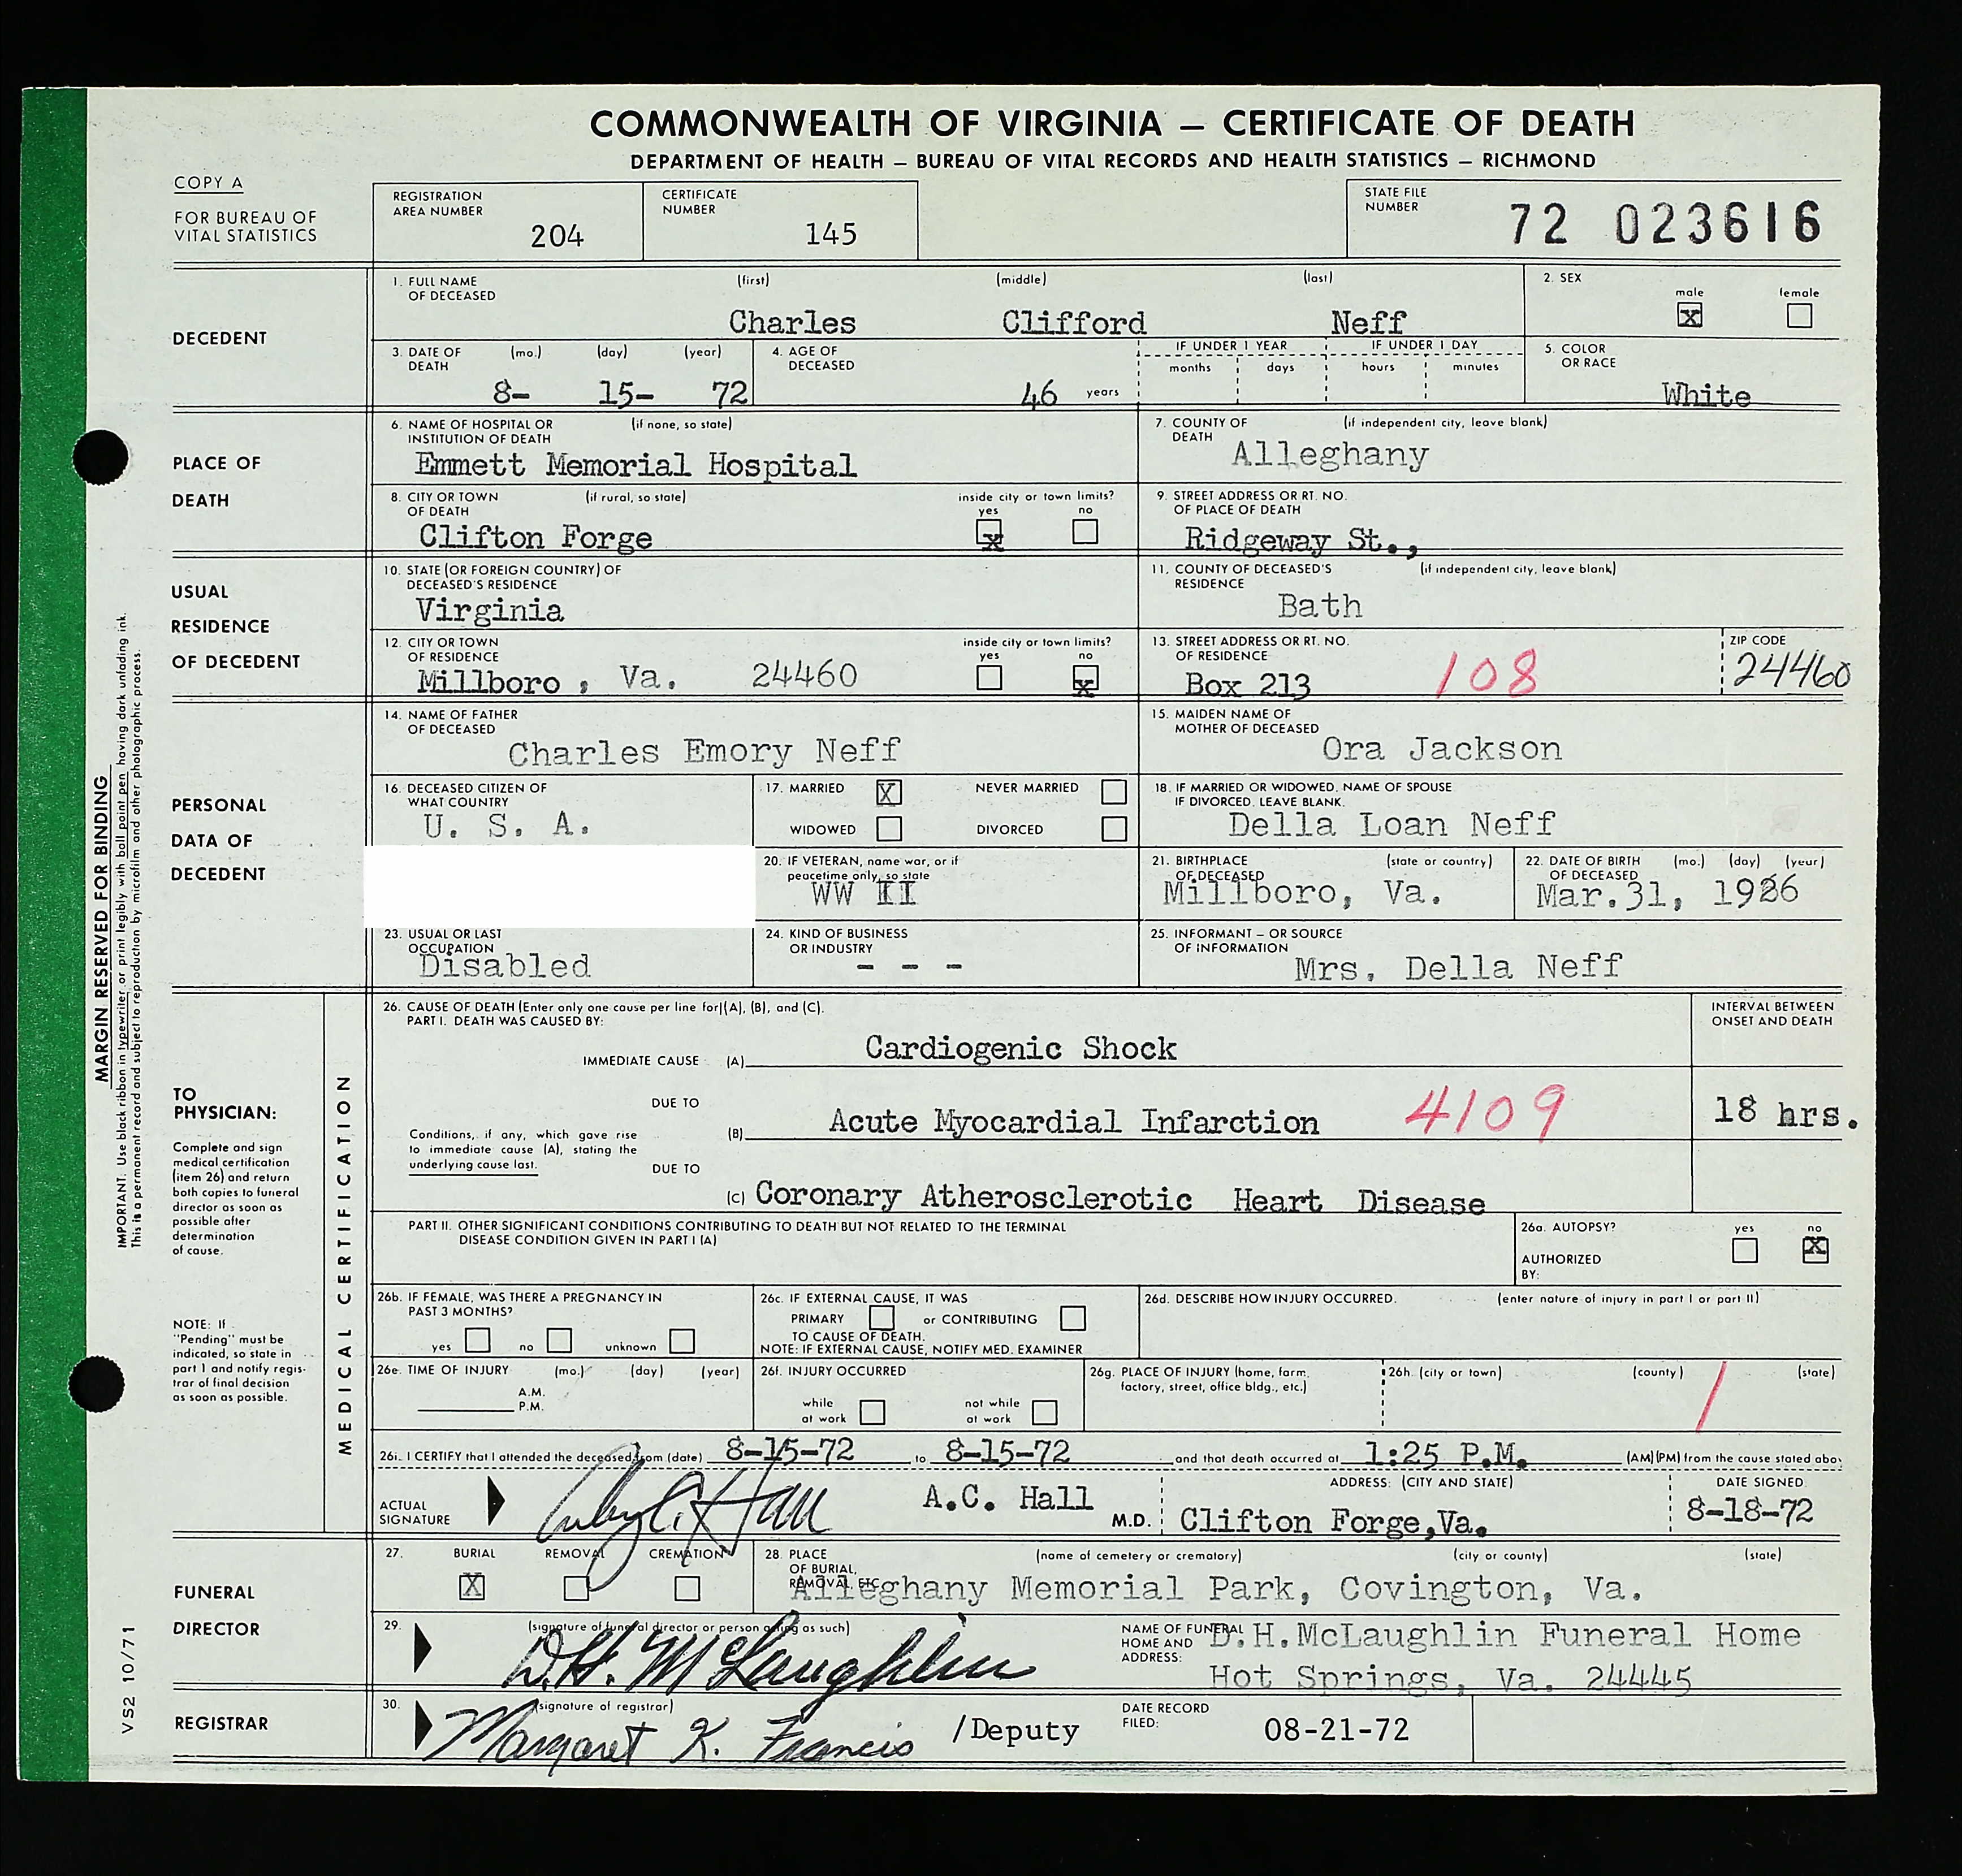 COMMONWEALTH OF VIRGINIA — CERTIFICATE OF DEATH
DEPARTMENT OF HEALTH — BUREAU OF VITAL RECORDS AND HEALTH STATISTICS — RICHMOND
COPY A
FOR BUREAU OF
VITAL STATISTICS
REGISTRATION
AREA NUMBER
204
CERTIFICATE
NUMBER
145
STATE FILE
NUMBER
72 023616
DECEDENT
1. FULL NAME
OF DECEASED
(first) (middle) (last)
Charles Clifford Neff
2. SEX
male female
X
3. DATE OF
DEATH
(mo.) (day) (year)
8- 15- 72
4. AGE OF
DECEASED
46 years
IF UNDER 1 YEAR IF UNDER 1 DAY
months days hours minutes
5. COLOR
OR RACE
White
PLACE OF
DEATH
6. NAME OF HOSPITAL OR (if none, so state)
INSTITUTION OF DEATH
Emmett Memorial Hospital
7. COUNTY OF (if independent city, leave blank)
DEATH
Alleghany
8. CITY OR TOWN (if rural, so state)
OF DEATH
Clifton Forge
inside city or town limits?
yes no
x
9. STREET ADDRESS OR RT. NO.
OF PLACE OF DEATH
Ridgeway St.,
USUAL
RESIDENCE
OF DECEDENT
10. STATE (OR FOREIGN COUNTRY) OF
DECEASED'S RESIDENCE
Virginia
11. COUNTY OF DECEASED'S (if independent city, leave blank)
RESIDENCE
Bath
12. CITY OR TOWN
OF RESIDENCE
Millboro , Va. 24460
inside city or town limits?
yes no
x
13. STREET ADDRESS OR RT. NO.
OF RESIDENCE
Box 213 108
ZIP CODE
24460
PERSONAL
DATA OF
DECEDENT
14. NAME OF FATHER
OF DECEASED
Charles Emory Neff
15. MAIDEN NAME OF
MOTHER OF DECEASED
Ora Jackson
16. DECEASED CITIZEN OF
WHAT COUNTRY
U. S. A.
17. MARRIED X NEVER MARRIED
WIDOWED DIVORCED
18. IF MARRIED OR WIDOWED, NAME OF SPOUSE
IF DIVORCED, LEAVE BLANK.
Della Loan Neff
20. IF VETERAN, name war, or if
peacetime only, so state
WW II
21. BIRTHPLACE (state or country)
OF DECEASED
Millboro, Va.
22. DATE OF BIRTH (mo.) (day) (year)
OF DECEASED
Mar.31, 1926
23. USUAL OR LAST
OCCUPATION
Disabled
24. KIND OF BUSINESS
OR INDUSTRY
- - -
25. INFORMANT – OR SOURCE
OF INFORMATION
Mrs. Della Neff
MARGIN RESERVED FOR BINDING
IMPORTANT: Use black ribbon in typewriter or print legibly with ball point pen having dark unfading ink.
This is a permanent record and subject to reproduction by microfilm and other photographic process.
TO
PHYSICIAN:
Complete and sign
medical certification
(item 26) and return
both copies to funeral
director as soon as
possible after
determination
of cause.
NOTE: If
"Pending" must be
indicated, so state in
part 1 and notify regis-
trar of final decision
as soon as possible.
MEDICAL CERTIFICATION
26. CAUSE OF DEATH (Enter only one cause per line for (A), (B), and (C).
PART I. DEATH WAS CAUSED BY:
INTERVAL BETWEEN
ONSET AND DEATH
IMMEDIATE CAUSE (A) Cardiogenic Shock
DUE TO
(B) Acute Myocardial Infarction 4109 18 hrs.
Conditions, if any, which gave rise
to immediate cause (A), stating the
underlying cause last.
DUE TO
(C) Coronary Atherosclerotic Heart Disease
PART II. OTHER SIGNIFICANT CONDITIONS CONTRIBUTING TO DEATH BUT NOT RELATED TO THE TERMINAL
DISEASE CONDITION GIVEN IN PART I (A)
26a. AUTOPSY? yes no
X
AUTHORIZED
BY:
26b. IF FEMALE, WAS THERE A PREGNANCY IN
PAST 3 MONTHS?
yes no unknown
26c. IF EXTERNAL CAUSE, IT WAS
PRIMARY or CONTRIBUTING
TO CAUSE OF DEATH.
NOTE: IF EXTERNAL CAUSE, NOTIFY MED. EXAMINER
26d. DESCRIBE HOW INJURY OCCURRED. (enter nature of injury in part I or part II)
26e. TIME OF INJURY (mo.) (day) (year)
A.M.
P.M.
26f. INJURY OCCURRED
while
at work
not while
at work
26g. PLACE OF INJURY (home, farm,
factory, street, office bldg., etc.)
26h. (city or town) (county) / (state)
26i. I CERTIFY that I attended the deceased from (date) 8-15-72 to 8-15-72 and that death occurred at 1:25 P.M. (AM)(PM) from the cause stated abov
ACTUAL
SIGNATURE
A.C. Hall
M.D.
ADDRESS: (CITY AND STATE)
Clifton Forge,Va.
DATE SIGNED
8-18-72
FUNERAL
DIRECTOR
27. BURIAL REMOVAL CREMATION
X
28. PLACE
OF BURIAL,
REMOVAL, ETC.
(name of cemetery or crematory) (city or county) (state)
Alleghany Memorial Park, Covington, Va.
29. (signature of funeral director or person acting as such)
D.H. McLaughlin
NAME OF FUNERAL
HOME AND
ADDRESS:
D.H.McLaughlin Funeral Home
Hot Springs, Va. 24445
REGISTRAR
30. (signature of registrar)
Margaret K. Francis /Deputy
DATE RECORD
FILED:
08-21-72
VS2 10/71